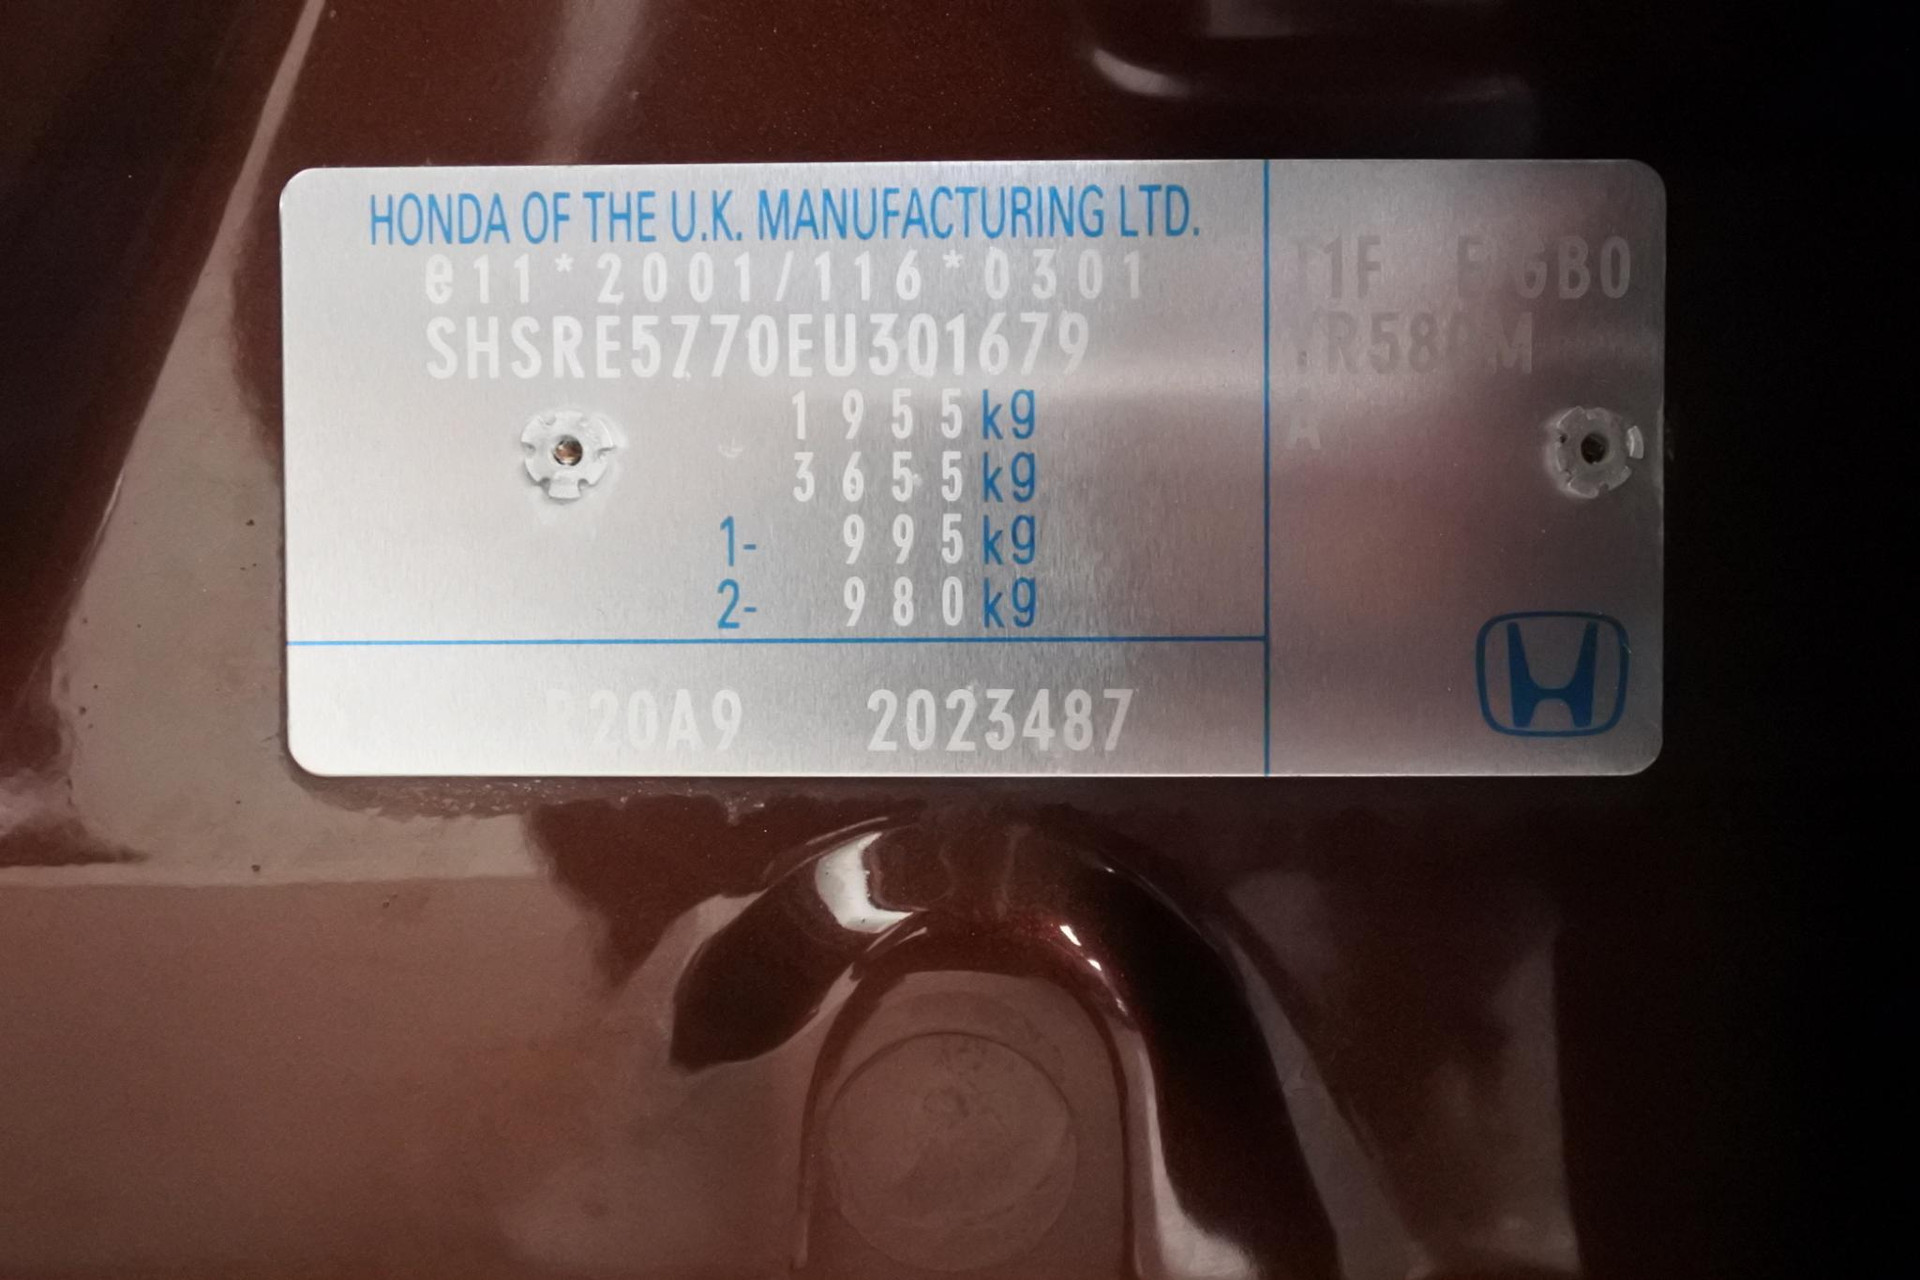 HONDA OF THE U.K. MANUFACTURING LTD.
e11*2001/116*0301
SHSRE5770EU301679
1955kg
3655kg
1- 995kg
2- 980kg
R20A9 2023487
A